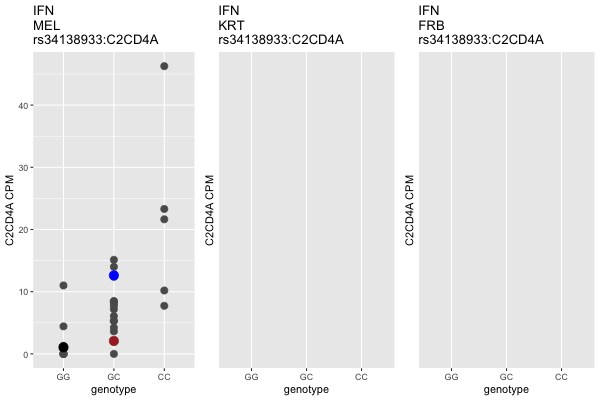 IFN
MEL
rs34138933:C2CD4A
IFN
KRT
rs34138933:C2CD4A
IFN
FRB
rs34138933:C2CD4A
C2CD4A CPM
40
30
20
10
0
GG GC CC
genotype
C2CD4A CPM
GG GC CC
genotype
C2CD4A CPM
GG GC CC
genotype